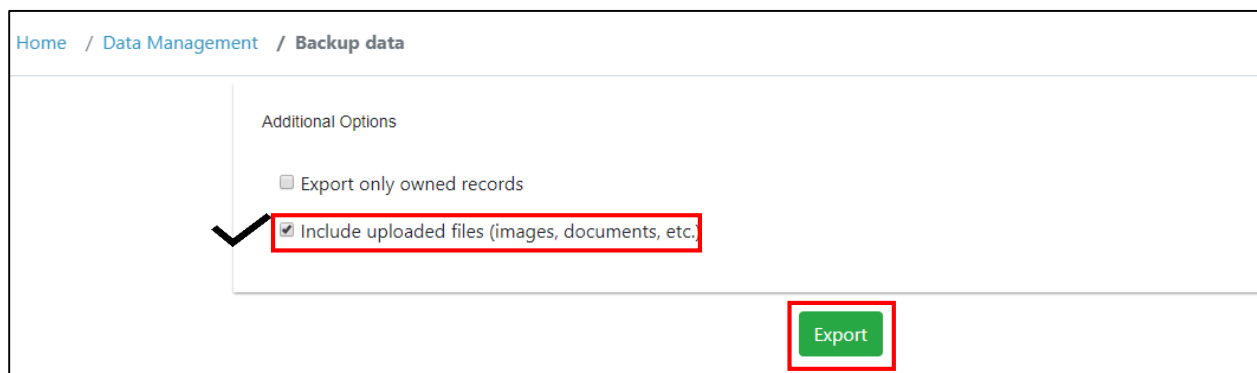 Home / Data Management / Backup data
Additional Options
Export only owned records
Include uploaded files (images, documents, etc.)
Export